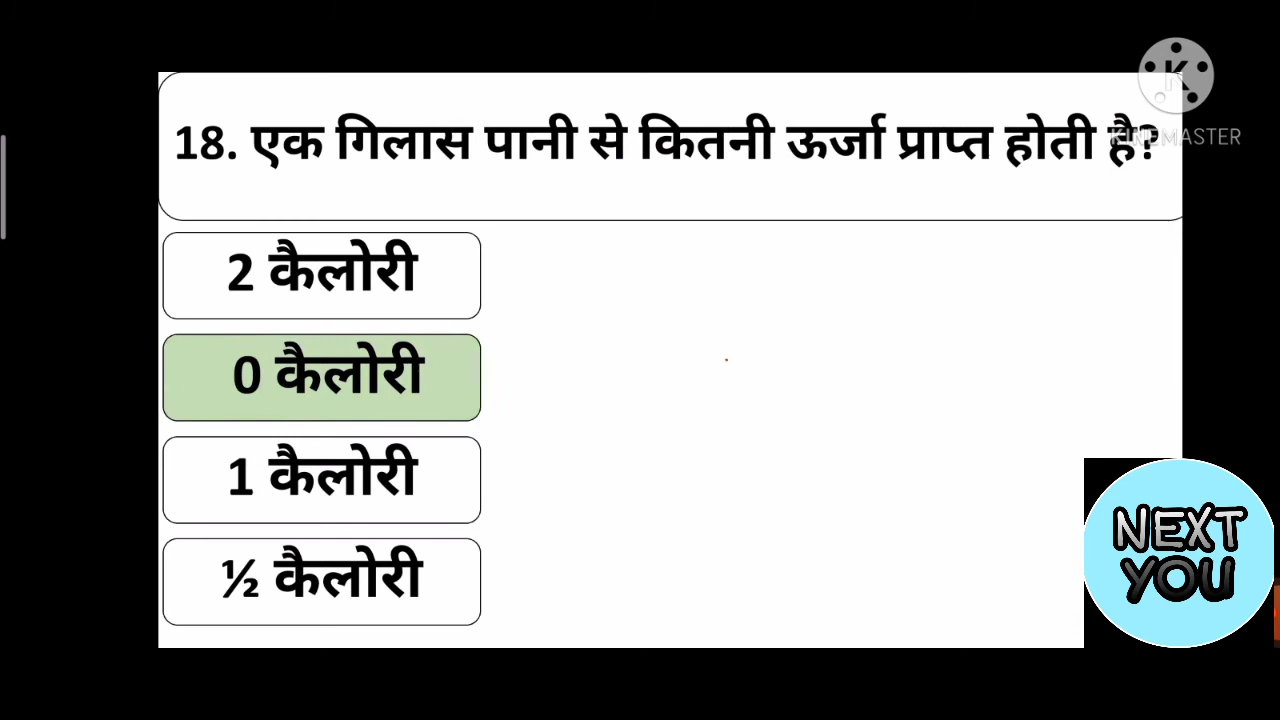 18. एक गिलास पानी से कितनी ऊर्जा प्राप्त होती है?
KINEMASTER
2 कैलोरी
0 कैलोरी
1 कैलोरी
½ कैलोरी
NEXT
YOU